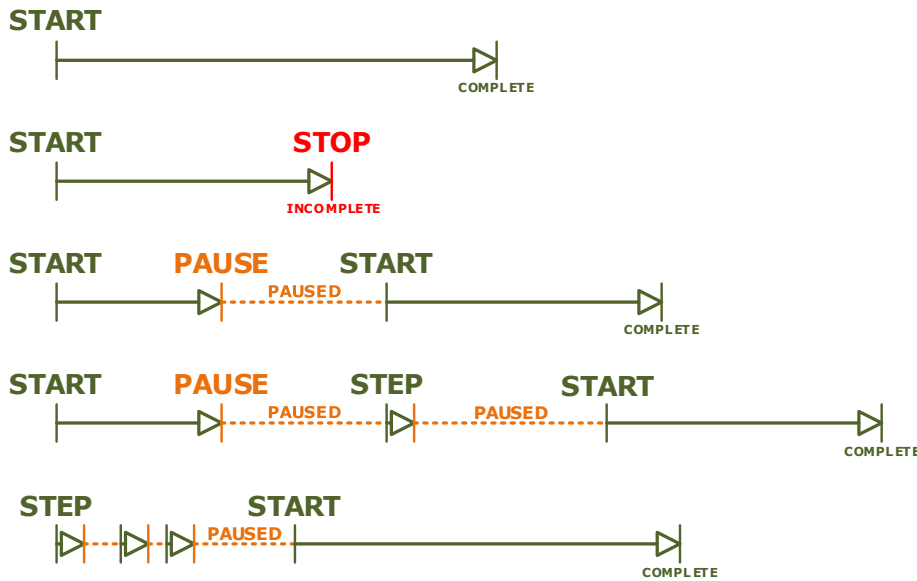 START
COMPLETE
START STOP
INCOMPLETE
START PAUSE START
PAUSED
COMPLETE
START PAUSE STEP START
PAUSED PAUSED
COMPLETE
STEP START
PAUSED
COMPLETE